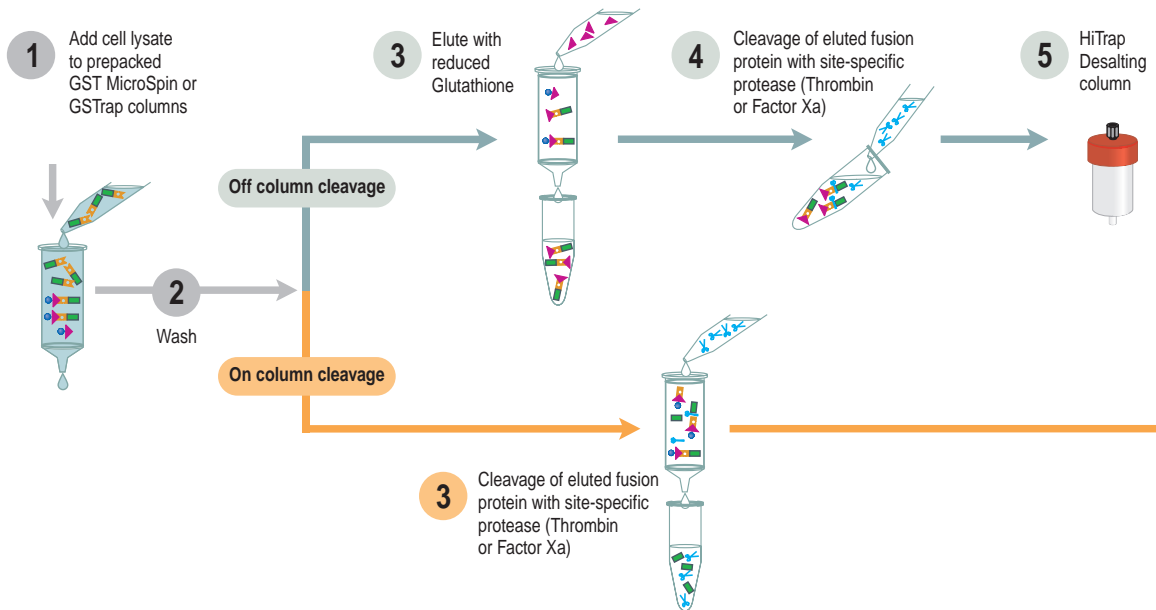 1
Add cell lysate
to prepacked
GST MicroSpin or
GSTrap columns
2
Wash
Off column cleavage
3
Elute with
reduced
Glutathione
4
Cleavage of eluted fusion
protein with site-specific
protease (Thrombin
or Factor Xa)
5
HiTrap
Desalting
column
On column cleavage
3
Cleavage of eluted fusion
protein with site-specific
protease (Thrombin
or Factor Xa)